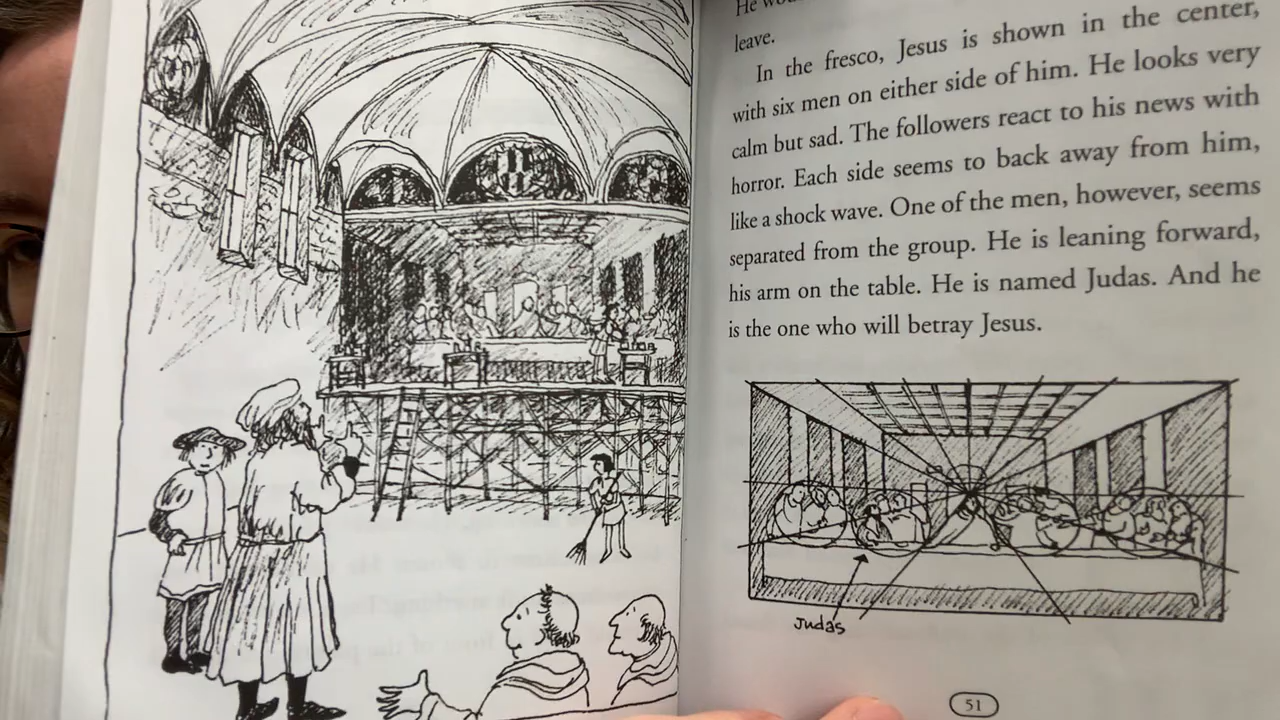 He
leave.
In the fresco, Jesus is shown in the center,
with six men on either side of him. He looks very
calm but sad. The followers react to his news with
horror. Each side seems to back away from him,
like a shock wave. One of the men, however, seems
separated from the group. He is leaning forward,
his arm on the table. He is named Judas. And he
is the one who will betray Jesus.
Judas
51